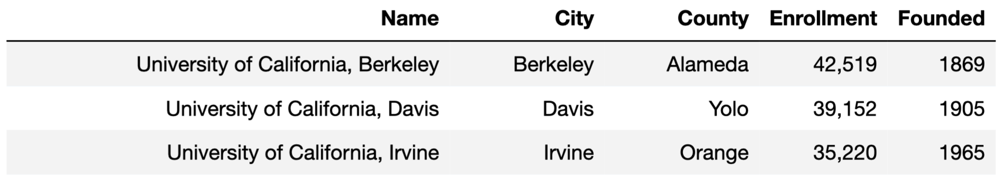 Name City County Enrollment Founded
University of California, Berkeley Berkeley Alameda 42,519 1869
University of California, Davis Davis Yolo 39,152 1905
University of California, Irvine Irvine Orange 35,220 1965